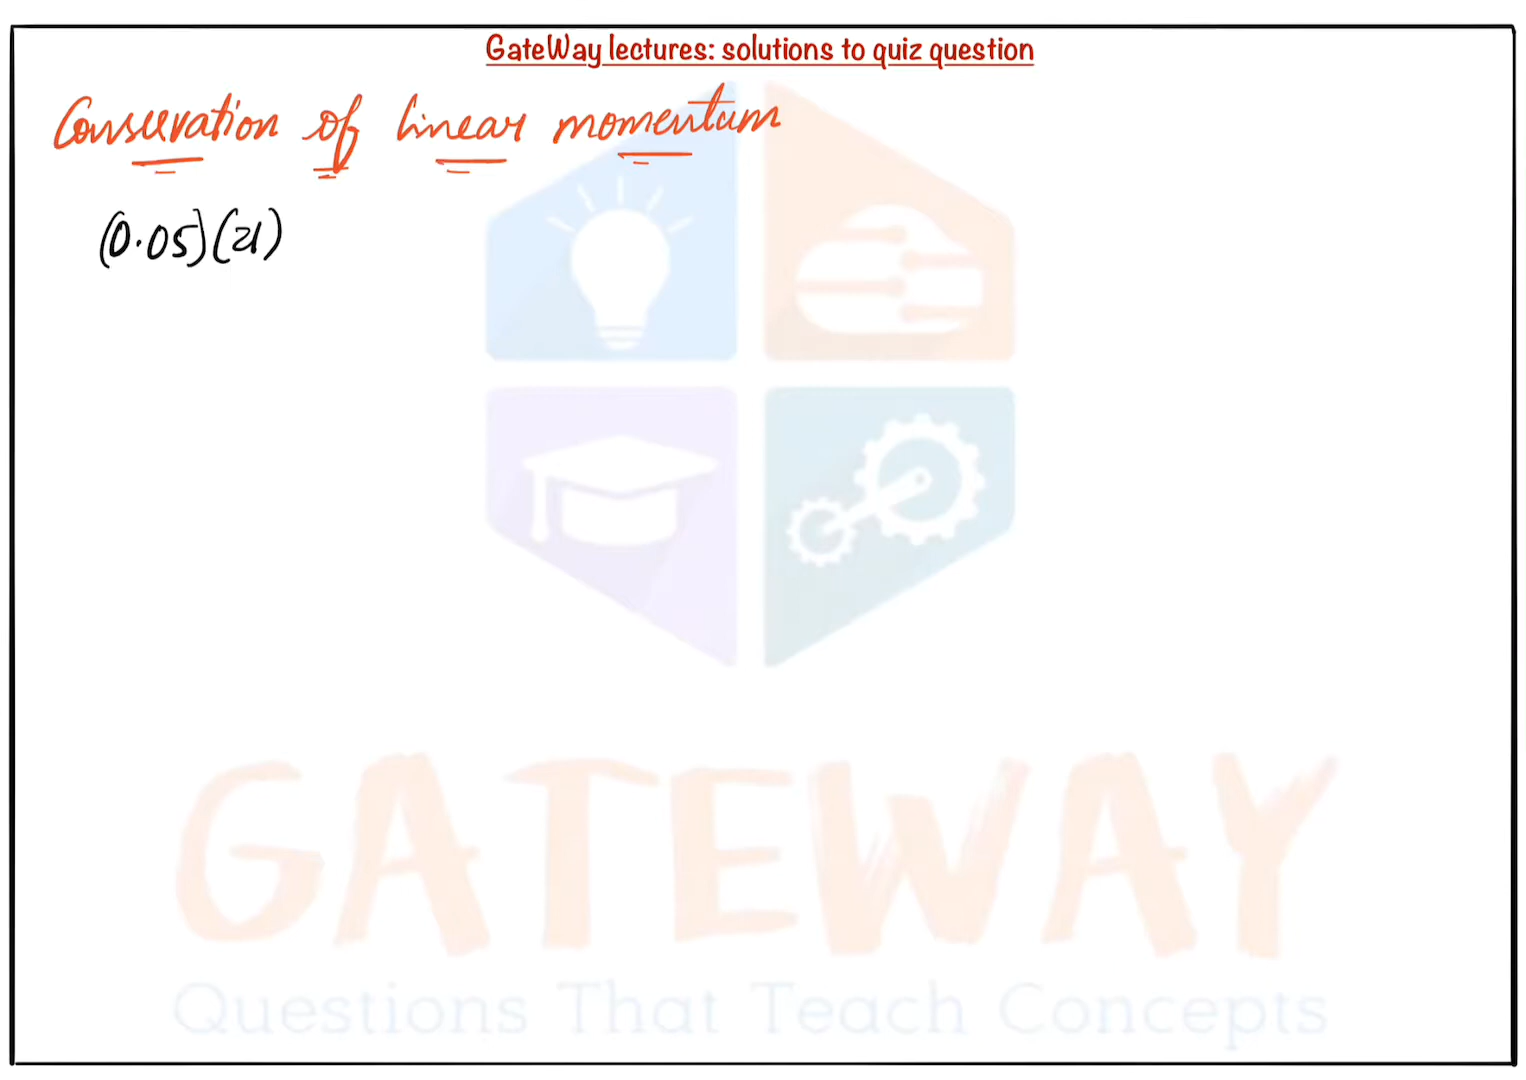 GateWay lectures: solutions to quiz question
Conservation of linear momentum
(0.05)(21)
GATEWAY
Questions That Teach Concepts